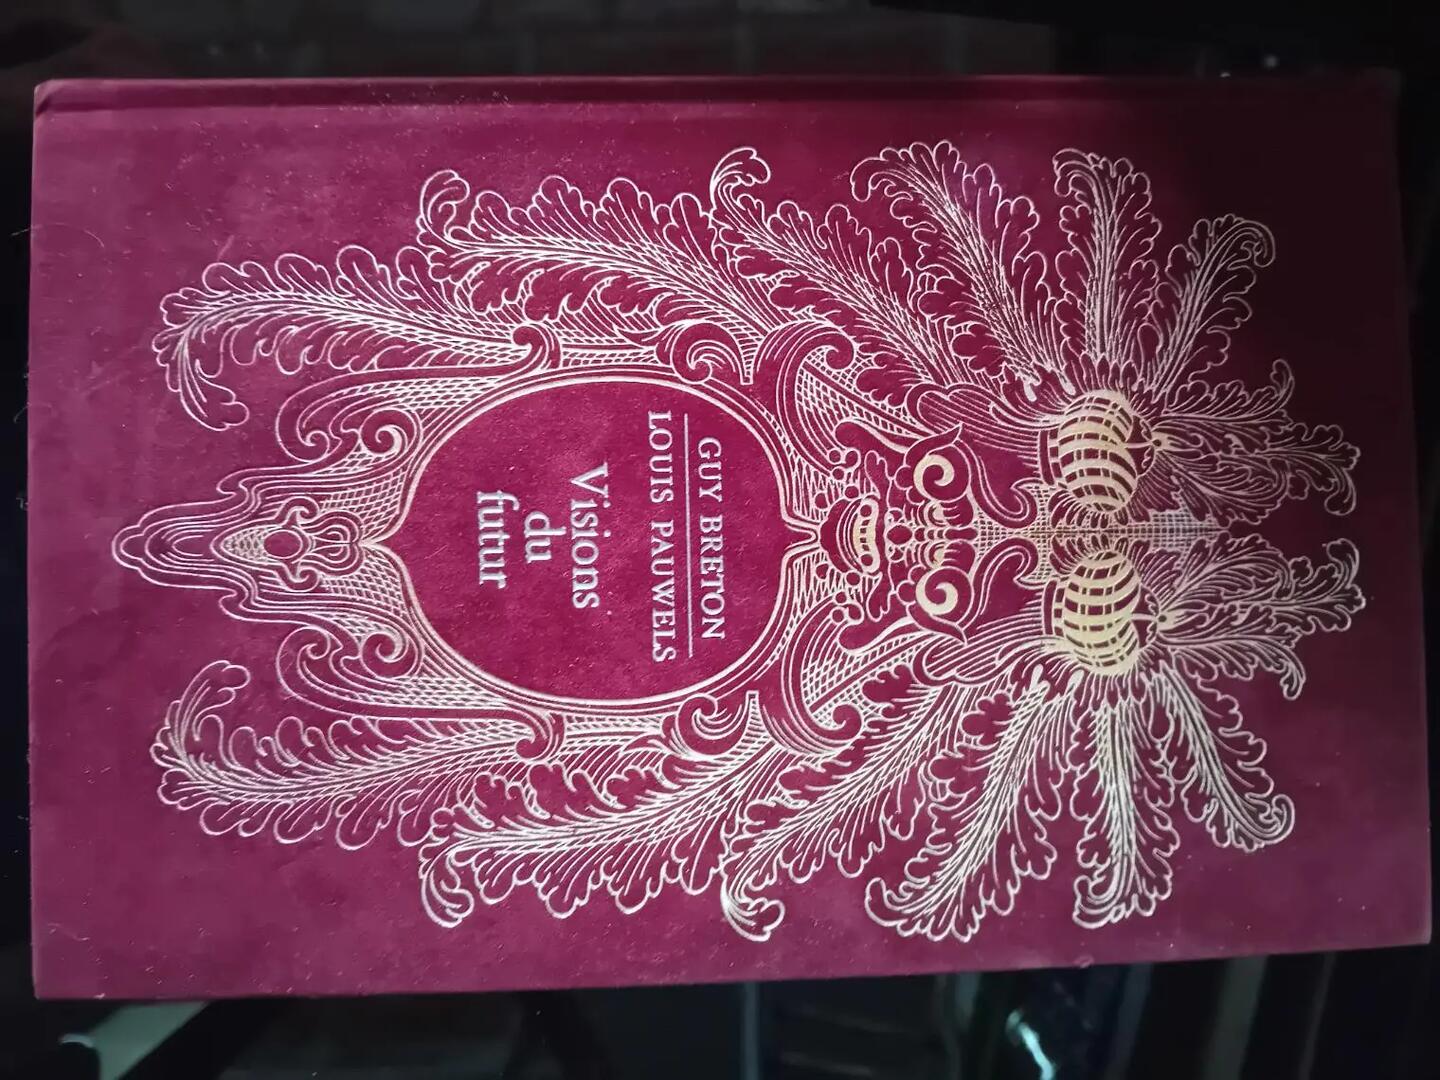 GUY BRETON
LOUIS PAUWELS
Visions
du
futur